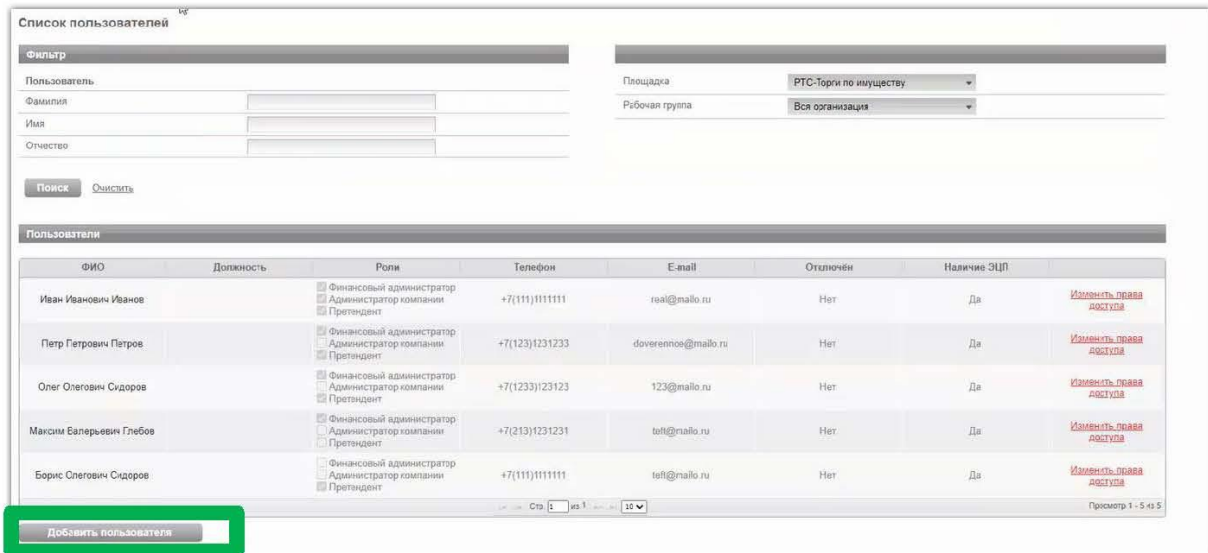 Список пользователей
Фильтр
Пользователь
Фамилия
Имя
Отчество
Площадка РТС-Торги по имуществу
Рабочая группа Вся организация
Поиск Очистить
Пользователи
ФИО Должность Роли Телефон E-mail Отключён Наличие ЭЦП
Финансовый администратор
Иван Иванович Иванов Администратор компании +7(111)1111111 real@mailo.ru Нет Да Изменить права доступа
Претендент
Финансовый администратор
Петр Петрович Петров Администратор компании +7(123)1231233 doverennoe@mailo.ru Нет Да Изменить права доступа
Претендент
Финансовый администратор
Олег Олегович Сидоров Администратор компании +7(1233)123123 123@mailo.ru Нет Да Изменить права доступа
Претендент
Финансовый администратор
Максим Валерьевич Глебов Администратор компании +7(213)1231231 Нет Да Изменить права доступа
Претендент
Финансовый администратор
Борис Олегович Сидоров Администратор компании +7(111)1111111 Нет Да Изменить права доступа
Претендент
Стр. 1 из 1 10 Просмотр 1 - 5 из 5
Добавить пользователя